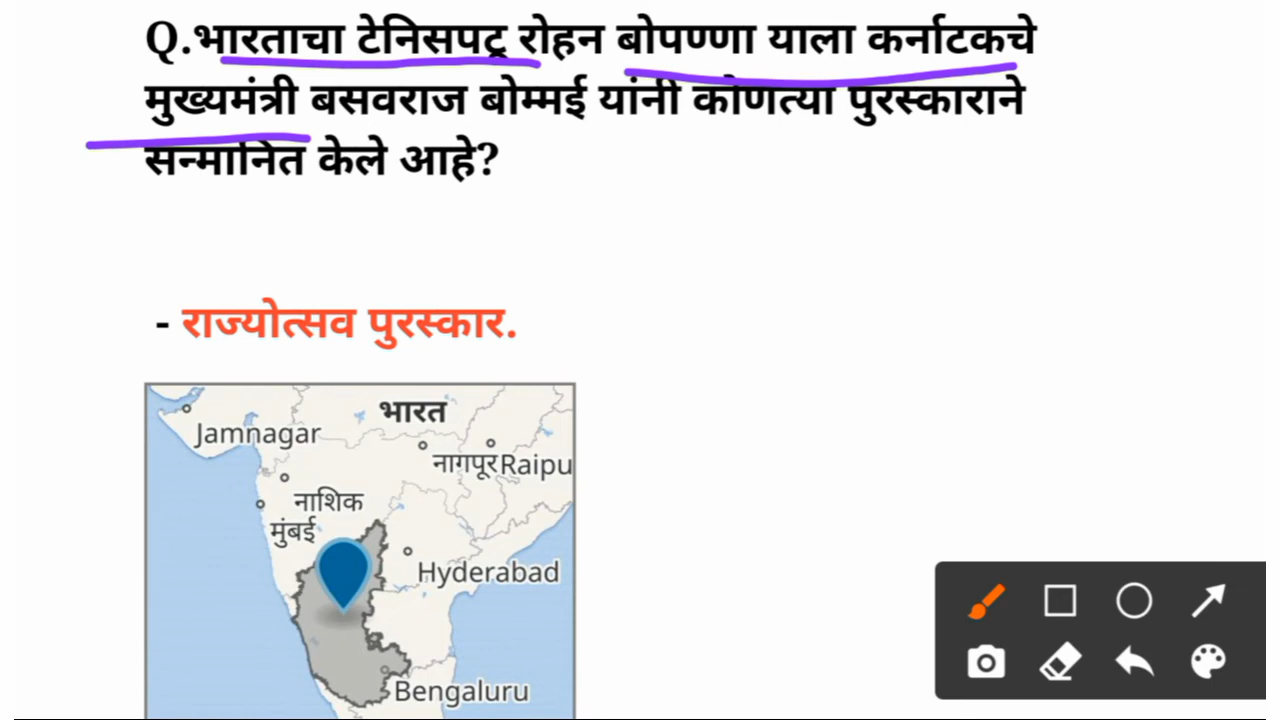 Q.भारताचा टेनिसपटू रोहन बोपण्णा याला कर्नाटकचे
मुख्यमंत्री बसवराज बोम्मई यांनी कोणत्या पुरस्काराने
सन्मानित केले आहे?
- राज्योत्सव पुरस्कार.
भारत
Jamnagar
नागपूर Raipu
नाशिक
मुंबई
Hyderabad
Bengaluru